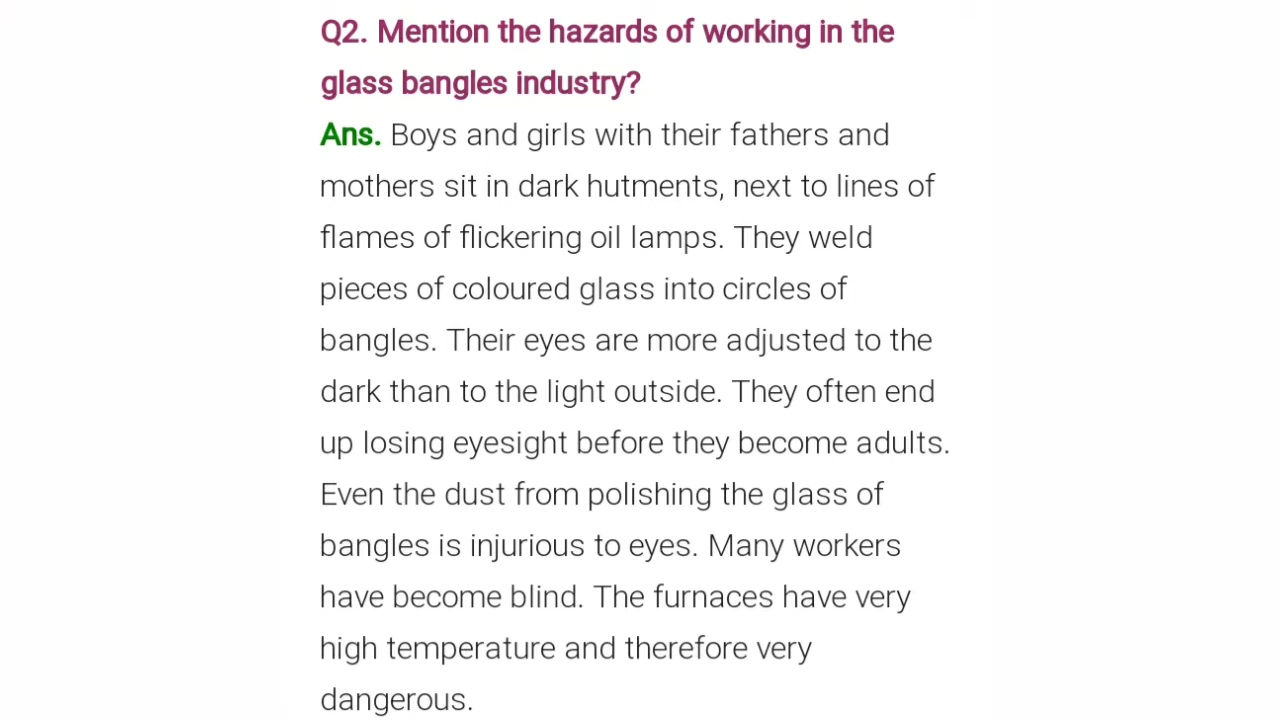 Q2. Mention the hazards of working in the
glass bangles industry?
Ans. Boys and girls with their fathers and
mothers sit in dark hutments, next to lines of
flames of flickering oil lamps. They weld
pieces of coloured glass into circles of
bangles. Their eyes are more adjusted to the
dark than to the light outside. They often end
up losing eyesight before they become adults.
Even the dust from polishing the glass of
bangles is injurious to eyes. Many workers
have become blind. The furnaces have very
high temperature and therefore very
dangerous.